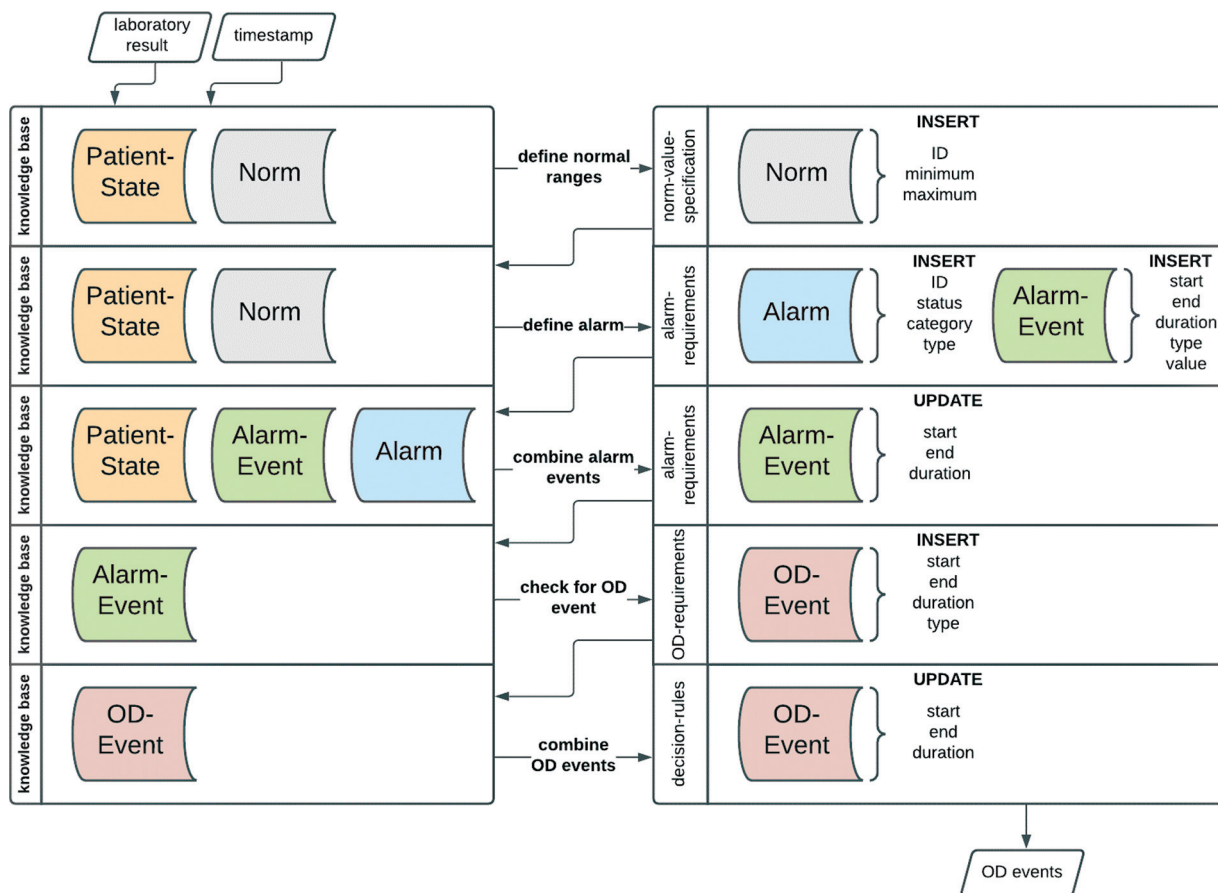 laboratory
result
timestamp
knowledge base
Patient-
State
Norm
define normal
ranges
norm-value-
specification
Norm
INSERT
ID
minimum
maximum
knowledge base
Patient-
State
Norm
define alarm
alarm-
requirements
Alarm
INSERT
ID
status
category
type
Alarm-
Event
INSERT
start
end
duration
type
value
knowledge base
Patient-
State
Alarm-
Event
Alarm
combine alarm
events
alarm-
requirements
Alarm-
Event
UPDATE
start
end
duration
knowledge base
Alarm-
Event
check for OD
event
OD-requirements
OD-
Event
INSERT
start
end
duration
type
knowledge base
OD-
Event
combine
OD events
decision-rules
OD-
Event
UPDATE
start
end
duration
OD events